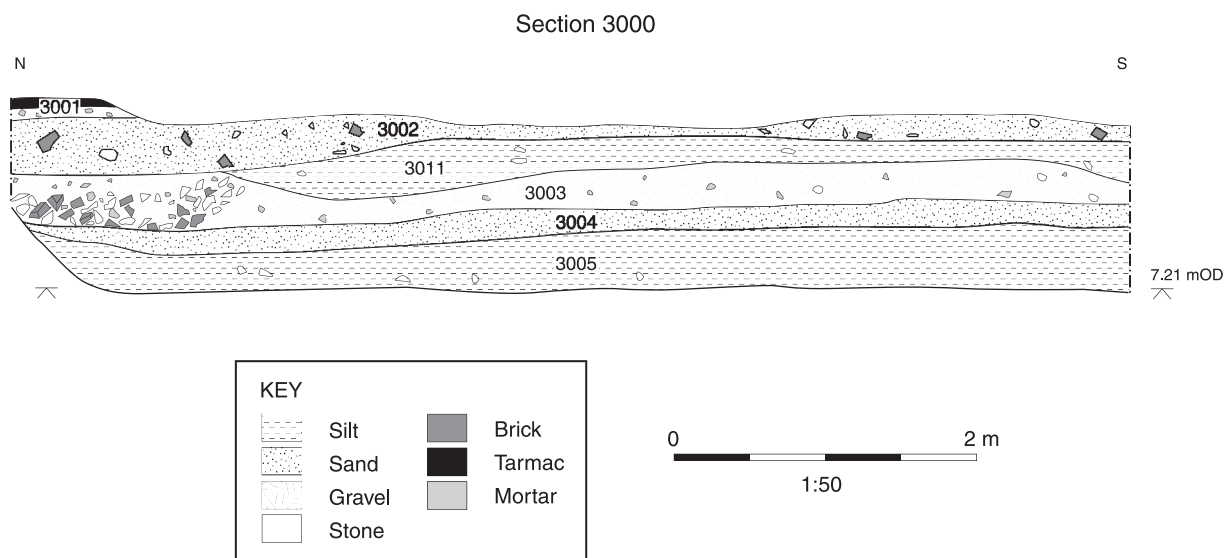 Section 3000
N
S
3001
3002
3011
3003
3004
3005
7.21 mOD
KEY
Silt
Brick
Sand
Tarmac
Gravel
Mortar
Stone
0 2 m
1:50